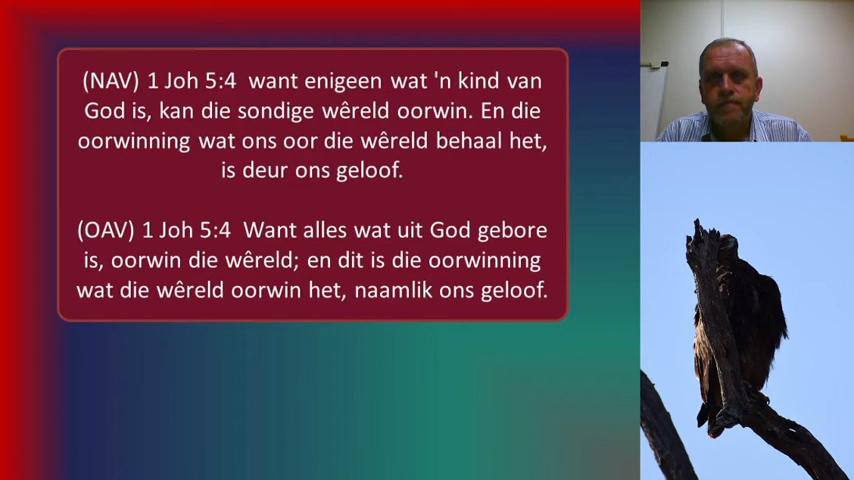 (NAV) 1 Joh 5:4  want enigeen wat 'n kind van
God is, kan die sondige wêreld oorwin. En die
oorwinning wat ons oor die wêreld behaal het,
is deur ons geloof.
(OAV) 1 Joh 5:4  Want alles wat uit God gebore
is, oorwin die wêreld; en dit is die oorwinning
wat die wêreld oorwin het, naamlik ons geloof.